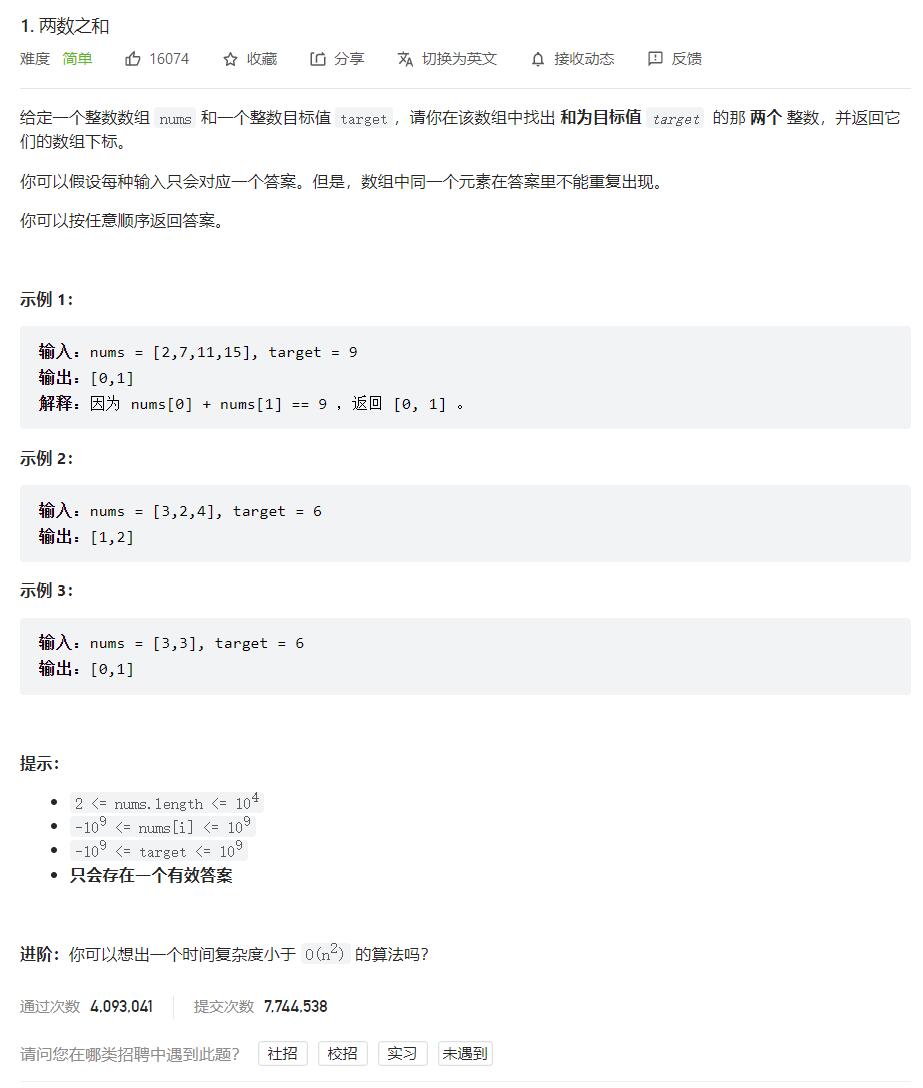 1. 两数之和
难度 简单 16074 收藏 分享 切换为英文 接收动态 反馈
给定一个整数数组 nums 和一个整数目标值 target，请你在该数组中找出 和为目标值 target 的那 两个 整数，并返回它
们的数组下标。
你可以假设每种输入只会对应一个答案。但是，数组中同一个元素在答案里不能重复出现。
你可以按任意顺序返回答案。
示例 1：
输入：nums = [2,7,11,15], target = 9
输出：[0,1]
解释：因为 nums[0] + nums[1] == 9 ，返回 [0, 1] 。
示例 2：
输入：nums = [3,2,4], target = 6
输出：[1,2]
示例 3：
输入：nums = [3,3], target = 6
输出：[0,1]
提示：
• 2 <= nums.length <= 10⁴
• -10⁹ <= nums[i] <= 10⁹
• -10⁹ <= target <= 10⁹
• 只会存在一个有效答案
进阶：你可以想出一个时间复杂度小于 O(n²) 的算法吗？
通过次数 4,093,041 提交次数 7,744,538
请问您在哪类招聘中遇到此题？ 社招 校招 实习 未遇到